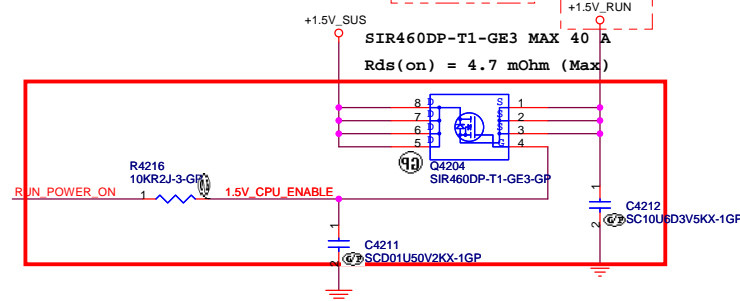 +1.5V_SUS
+1.5V_RUN
SIR460DP-T1-GE3 MAX 40 A
Rds(on) = 4.7 mOhm (Max)
8 D S 1
7 D S 2
6 D S 3
5 D G 4
GP
Q4204
SIR460DP-T1-GE3-GP
R4216
10KR2J-3-GP
RUN_POWER_ON
1
2
1.5V_CPU_ENABLE
1
2
C4211
SCD01U50V2KX-1GP
1
2
C4212
SC10U6D3V5KX-1GP